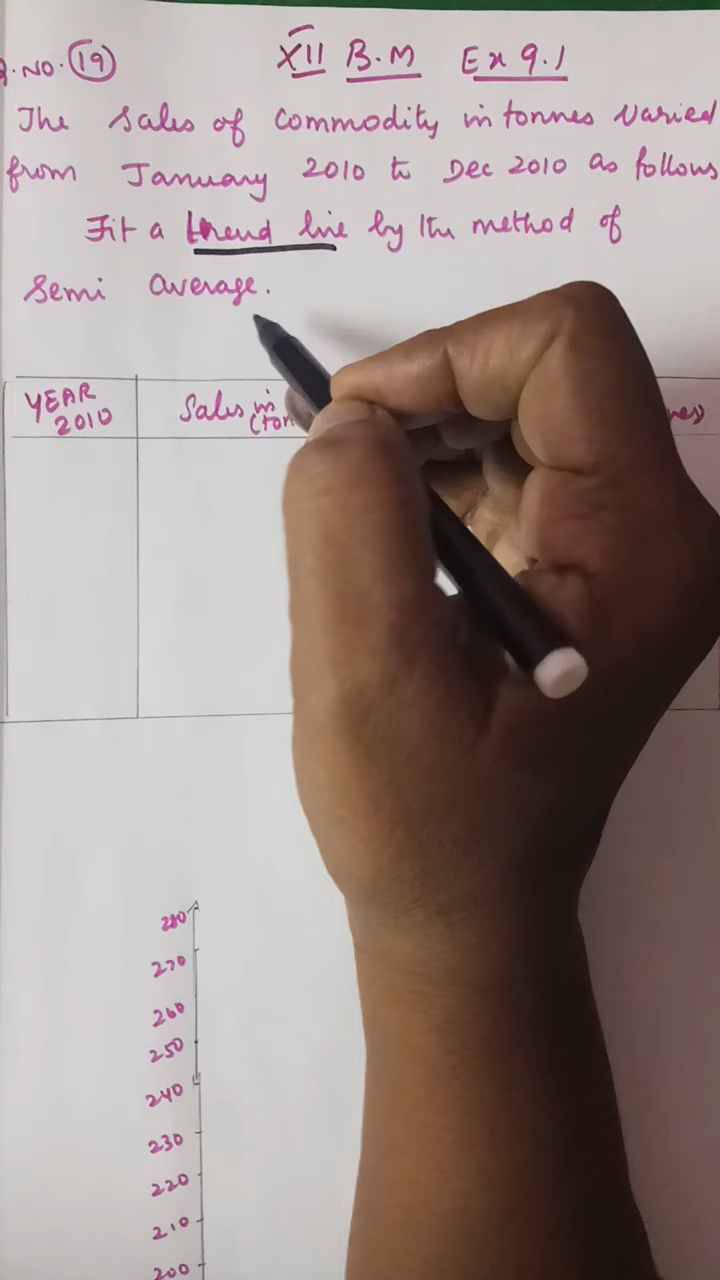 Q.NO. 19 XII B.M Ex 9.1
The Sales of Commodity in tonnes varied
from January 2010 to Dec 2010 as follows
Fit a trend line by the method of
Semi average.
YEAR 2010 Sales in
280
270
260
250
240
230
220
210
200